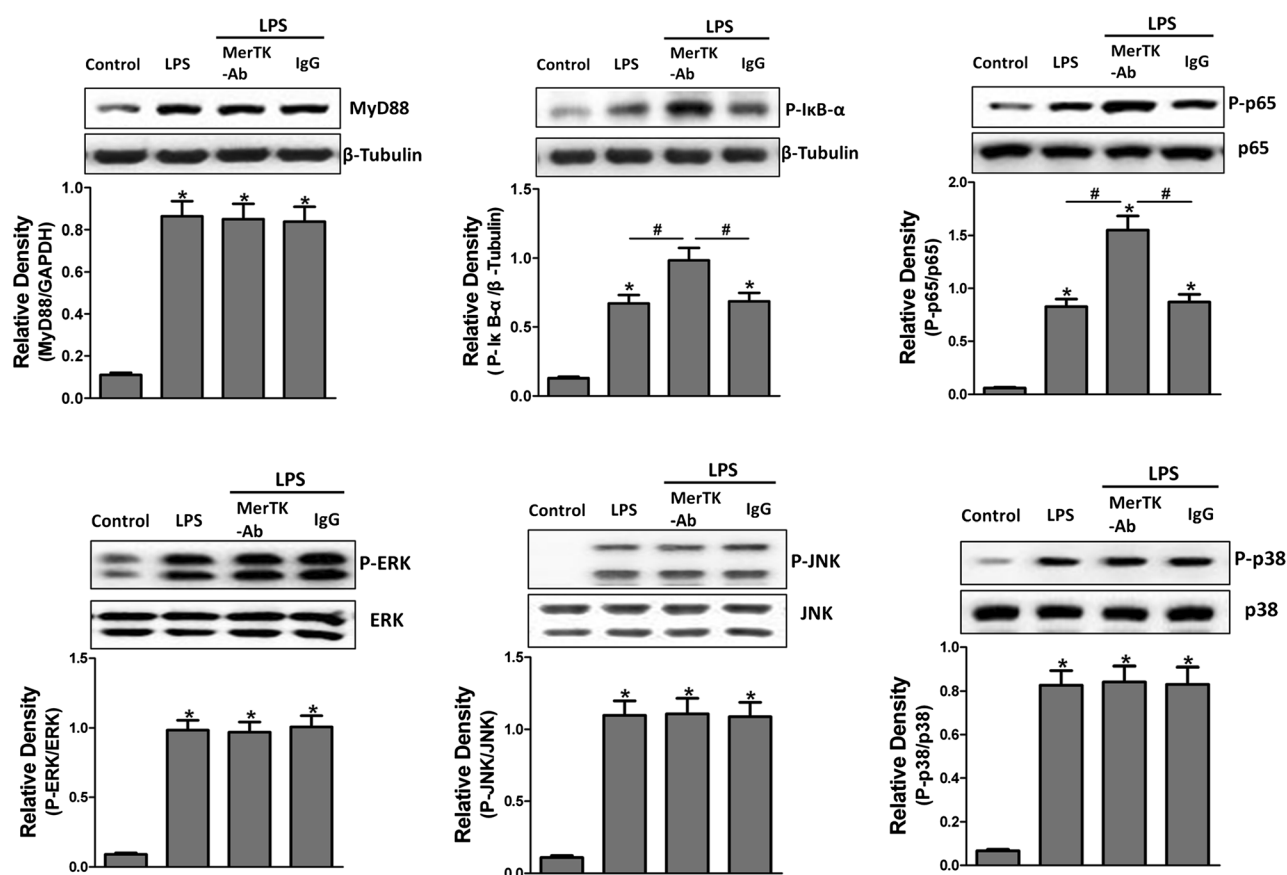 LPS
Control LPS MerTK -Ab IgG
MyD88
β-Tubulin
Relative Density
(MyD88/GAPDH)
1.0
0.8
0.6
0.4
0.2
0.0
* * *
LPS
Control LPS MerTK -Ab IgG
P-IκB-α
β-Tubulin
Relative Density
( P-Iκ B-α /β -Tubulin)
1.5
1.0
0.5
0.0
# #
* *
LPS
Control LPS MerTK -Ab IgG
P-p65
p65
Relative Density
(P-p65/p65)
2.0
1.5
1.0
0.5
0.0
# #
* * *
LPS
Control LPS MerTK -Ab IgG
P-ERK
ERK
Relative Density
(P-ERK/ERK)
1.5
1.0
0.5
0.0
* * *
LPS
Control LPS MerTK -Ab IgG
P-JNK
JNK
Relative Density
(P-JNK/JNK)
1.5
1.0
0.5
0.0
* * *
LPS
Control LPS MerTK -Ab IgG
P-p38
p38
Relative Density
(P-p38/p38)
1.0
0.8
0.6
0.4
0.2
0.0
* * *